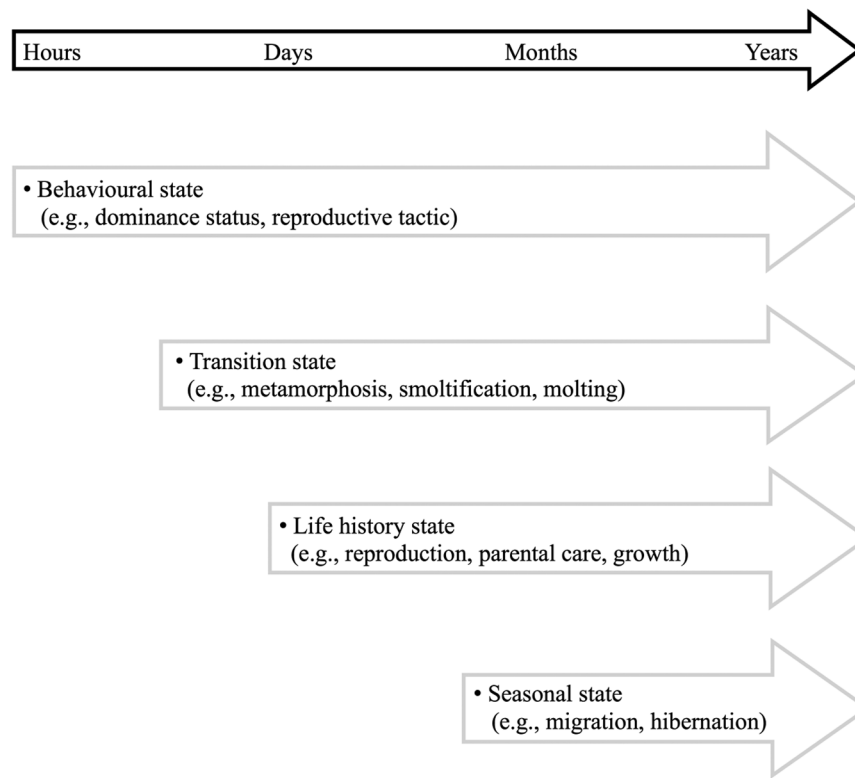 Hours Days Months Years
• Behavioural state
(e.g., dominance status, reproductive tactic)
• Transition state
(e.g., metamorphosis, smoltification, molting)
• Life history state
(e.g., reproduction, parental care, growth)
• Seasonal state
(e.g., migration, hibernation)